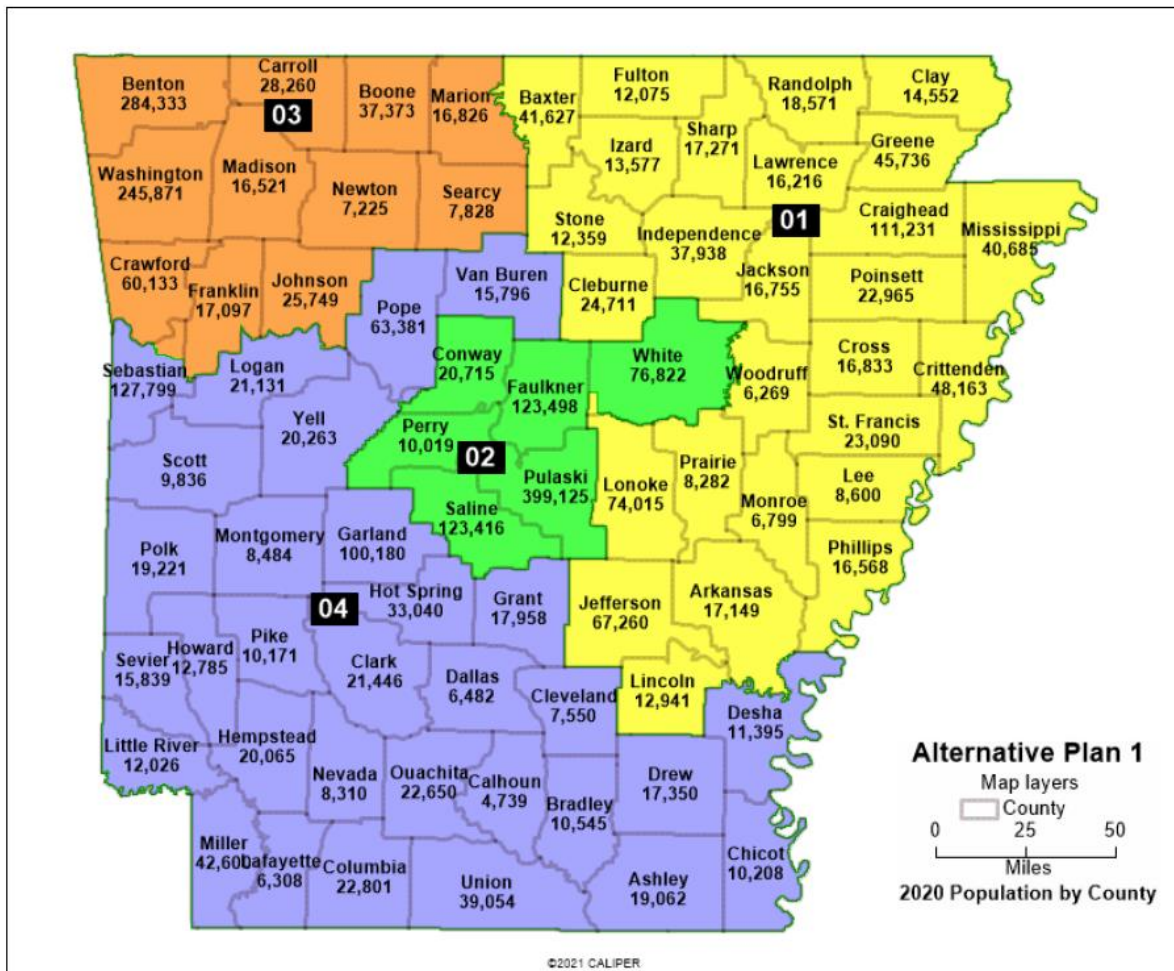 Benton
284,333
Carroll
28,260
03
Boone
37,373
Marion
16,826
Baxter
41,627
Fulton
12,075
Randolph
18,571
Clay
14,552
Izard
13,577
Sharp
17,271
Greene
45,736
Lawrence
16,216
Washington
245,871
Madison
16,521
Newton
7,225
Searcy
7,828
Stone
12,359
Independence
37,938
01
Craighead
111,231
Mississippi
40,685
Crawford
60,133
Franklin
17,097
Johnson
25,749
Pope
63,381
Van Buren
15,796
Cleburne
24,711
Jackson
16,755
Poinsett
22,965
Sebastian
127,799
Logan
21,131
Conway
20,715
Faulkner
123,498
White
76,822
Woodruff
6,269
Cross
16,833
Crittenden
48,163
Yell
20,263
Perry
10,019
02
St. Francis
23,090
Scott
9,836
Saline
123,416
Pulaski
399,125
Lonoke
74,015
Prairie
8,282
Monroe
6,799
Lee
8,600
Polk
19,221
Montgomery
8,484
Garland
100,180
Phillips
16,568
04
Hot Spring
33,040
Grant
17,958
Jefferson
67,260
Arkansas
17,149
Sevier
15,839
Howard
12,785
Pike
10,171
Clark
21,446
Dallas
6,482
Cleveland
7,550
Lincoln
12,941
Desha
11,395
Little River
12,026
Hempstead
20,065
Nevada
8,310
Ouachita
22,650
Calhoun
4,739
Bradley
10,545
Drew
17,350
Miller
42,600
Lafayette
6,308
Columbia
22,801
Union
39,054
Ashley
19,062
Chicot
10,208
Alternative Plan 1
Map layers
County
0 25 50
Miles
2020 Population by County
©2021 CALIPER